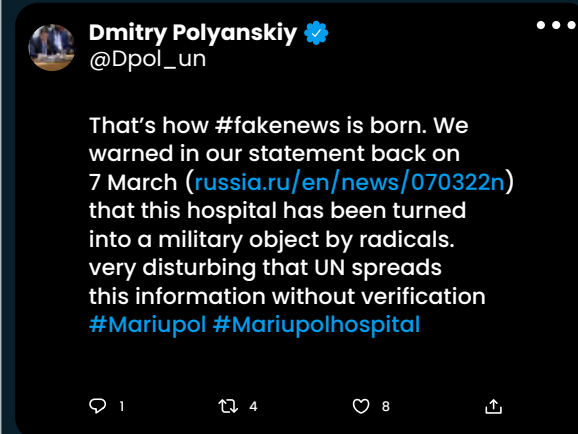 Dmitry Polyanskiy
@Dpol_un
That's how #fakenews is born. We
warned in our statement back on
7 March (russia.ru/en/news/070322n)
that this hospital has been turned
into a military object by radicals.
very disturbing that UN spreads
this information without verification
#Mariupol #Mariupolhospital
1 4 8